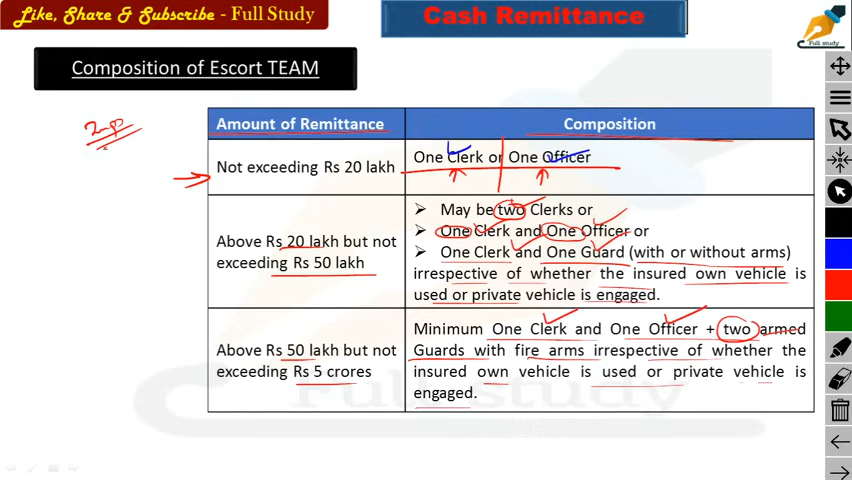 Like, Share & Subscribe - Full Study
Cash Remittance
Full study
Composition of Escort TEAM
Imp
Amount of Remittance
Composition
Not exceeding Rs 20 lakh
One Clerk or One Officer
Above Rs 20 lakh but not
exceeding Rs 50 lakh
➢ May be two Clerks or
➢ One Clerk and One Officer or
➢ One Clerk and One Guard (with or without arms)
irrespective of whether the insured own vehicle is
used or private vehicle is engaged.
Above Rs 50 lakh but not
exceeding Rs 5 crores
Minimum One Clerk and One Officer + two armed
Guards with fire arms irrespective of whether the
insured own vehicle is used or private vehicle is
engaged.
Full study